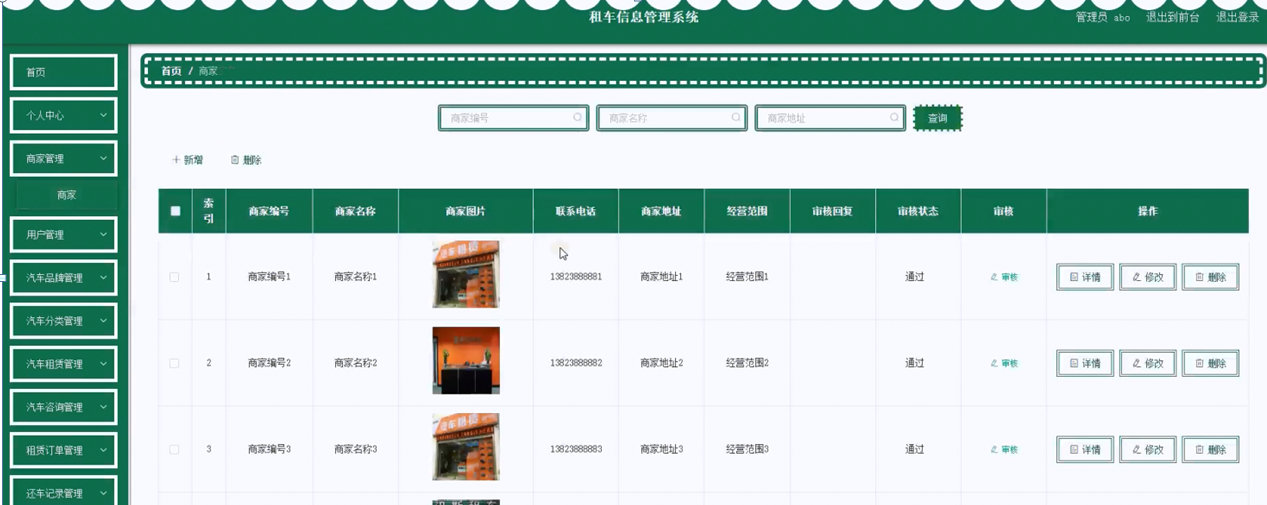 租车信息管理系统
管理员 abo 退出到前台 退出登录
首页
个人中心
商家管理
商家
用户管理
汽车品牌管理
汽车分类管理
汽车租赁管理
汽车咨询管理
租赁订单管理
还车记录管理
首页 / 商家
商家编号 商家名称 商家地址 查询
新增 删除
索引 商家编号 商家名称 商家图片 联系电话 商家地址 经营范围 审核回复 审核状态 审核 操作
1 商家编号1 商家名称1 13823888881 商家地址1 经营范围1 通过 审核 详情 修改 删除
2 商家编号2 商家名称2 13823888882 商家地址2 经营范围2 通过 审核 详情 修改 删除
3 商家编号3 商家名称3 13823888883 商家地址3 经营范围3 通过 审核 详情 修改 删除